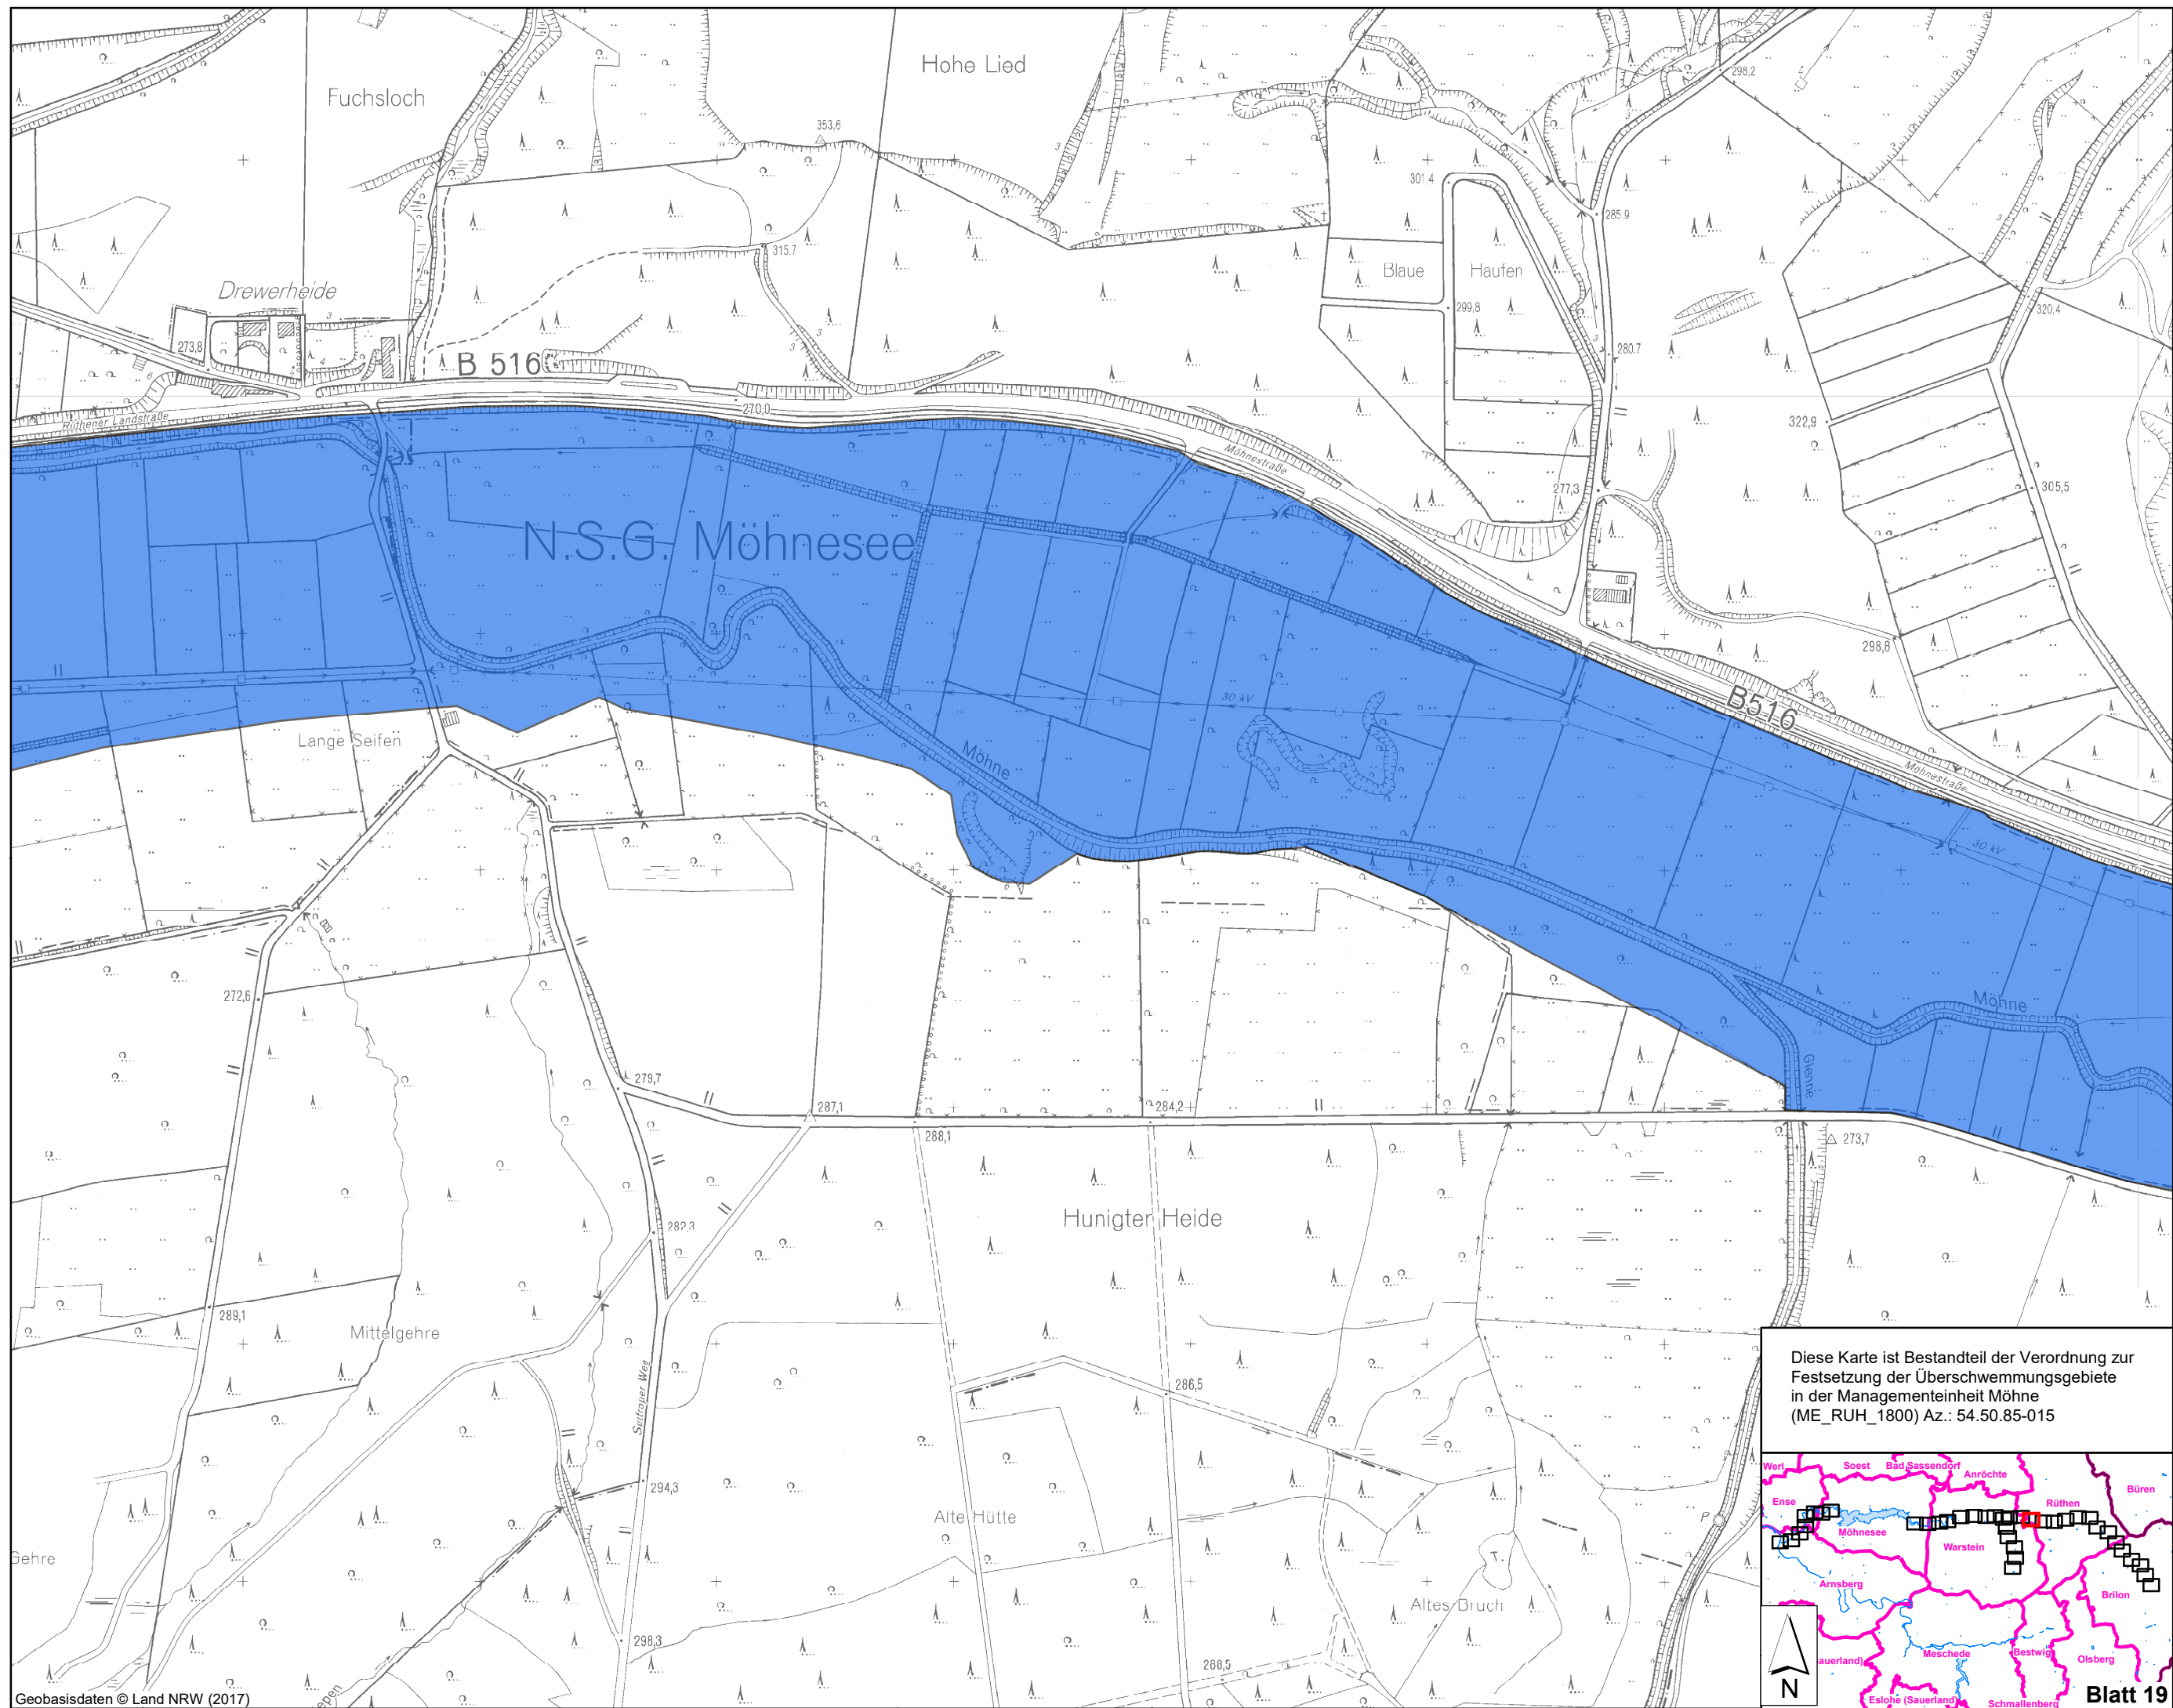 Hohe Lied
Fuchsloch
298,2
353,6
301,4
285,9
315,7
Blaue
Haufen
Drewerheide
299,8
320,4
273,8
280,7
B 516
270,0
Rüthener Landstraße
322,9
Möhnestraße
277,3
305,5
N.S.G. Möhnesee
298,8
30 kV
B516
Lange Seifen
Möhne
Möhnestraße
30 kV
272,6
Möhne
Glenne
279,7
287,1
284,2
288,1
273,7
282,3
Hunigter Heide
289,1
Mittelgehre
Suttroper Weg
286,5
294,3
Alte Hütte
P
Gehre
Altes Bruch
298,3
288,5
epen
Diese Karte ist Bestandteil der Verordnung zur
Festsetzung der Überschwemmungsgebiete
in der Managementeinheit Möhne
(ME_RUH_1800) Az.: 54.50.85-015
Werl
Soest
Bad Sassendorf
Anröchte
Büren
Ense
Rüthen
Möhnesee
Warstein
Arnsberg
Brilon
auerland)
Meschede
Bestwig
Olsberg
Eslohe (Sauerland)
Schmallenberg
N
Blatt 19
Geobasisdaten © Land NRW (2017)